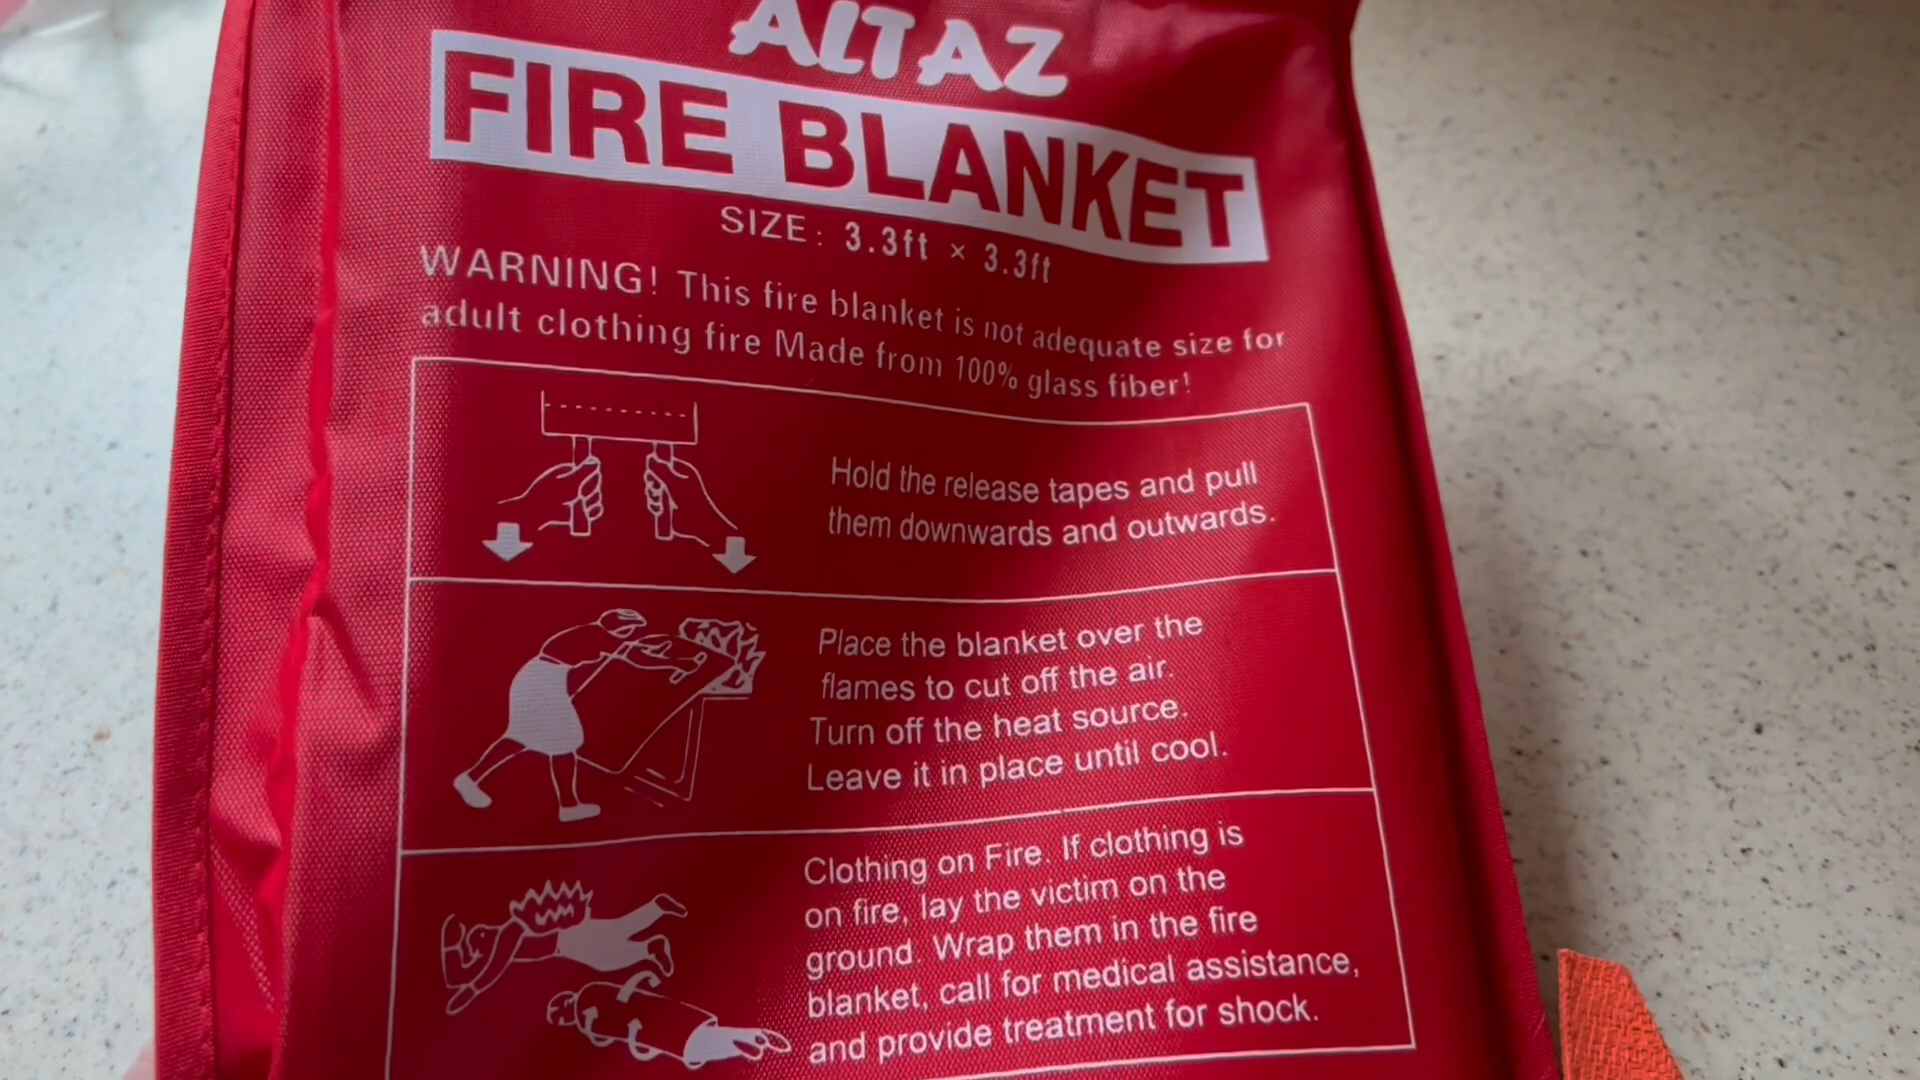 ALTAZ
FIRE BLANKET
SIZE: 3.3ft × 3.3ft
WARNING! This fire blanket is not adequate size for
adult clothing fire Made from 100% glass fiber!
Hold the release tapes and pull
them downwards and outwards.
Place the blanket over the
flames to cut off the air.
Turn off the heat source.
Leave it in place until cool.
Clothing on Fire. If clothing is
on fire, lay the victim on the
ground. Wrap them in the fire
blanket, call for medical assistance,
and provide treatment for shock.